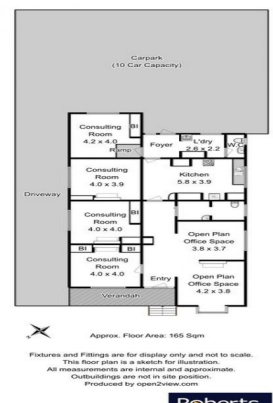 Carpark
(10 Car Capacity)
Consulting
Room
4.2 x 4.0
BI
Ramp
Foyer
L'dry
2.6 x 2.2
Consulting
Room
4.0 x 3.9
Kitchen
5.8 x 3.9
Driveway
Consulting
Room
4.0 x 4.0
BI
BI
BI
Open Plan
Office Space
3.8 x 3.7
Consulting
Room
4.0 x 4.0
Entry
Open Plan
Office Space
4.2 x 3.8
Verandah
Approx. Floor Area: 165 Sqm
Fixtures and Fittings are for display only and not to scale.
This floor plan is a sketch for illustration.
All measurements are internal and approximate.
Outbuildings are not in site position.
Produced by open2view.com
Roberts